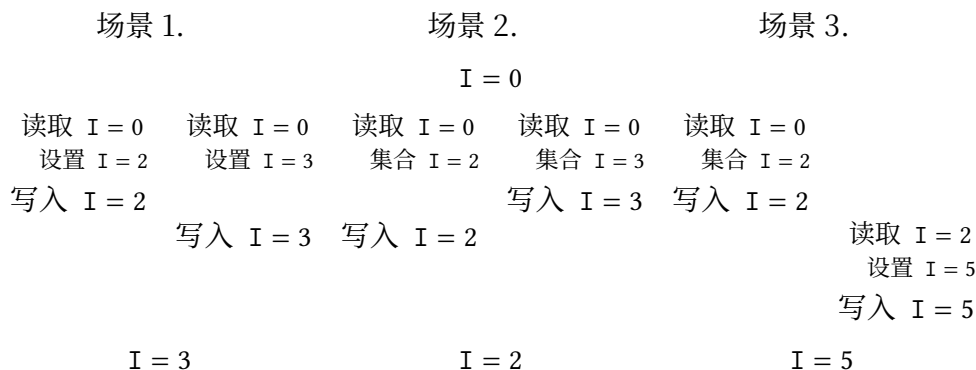 场景 1. 场景 2. 场景 3.
I = 0
读取 I = 0 读取 I = 0 读取 I = 0 读取 I = 0 读取 I = 0
设置 I = 2 设置 I = 3 集合 I = 2 集合 I = 3 集合 I = 2
写入 I = 2 写入 I = 3 写入 I = 2
写入 I = 3 写入 I = 2 读取 I = 2
设置 I = 5
写入 I = 5
I = 3 I = 2 I = 5